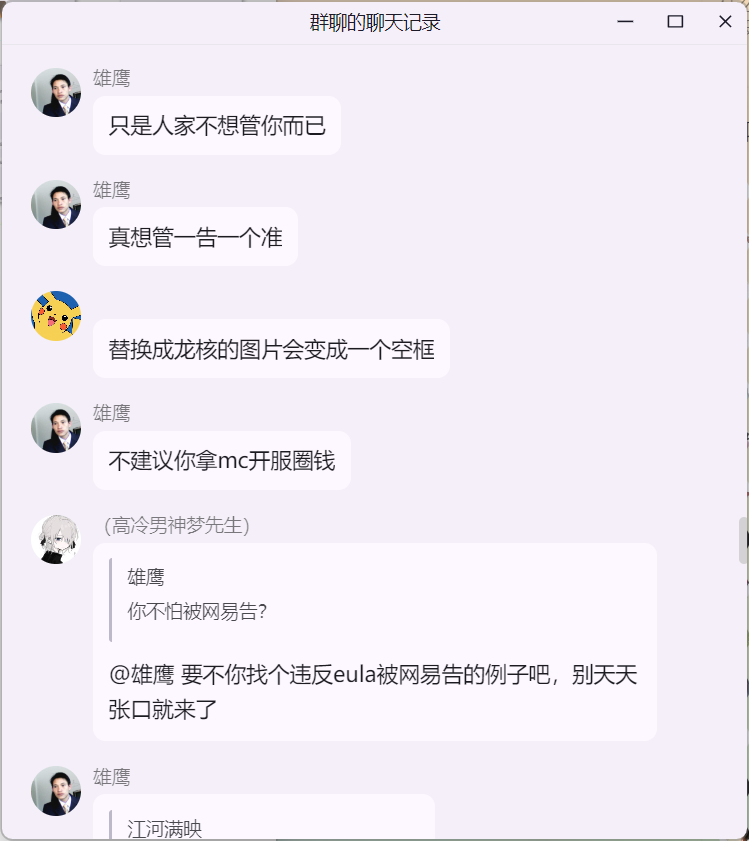 群聊的聊天记录
雄鹰
只是人家不想管你而已
雄鹰
真想管一告一个准
替换成龙核的图片会变成一个空框
雄鹰
不建议你拿mc开服圈钱
(高冷男神梦先生)
雄鹰
你不怕被网易告?
@雄鹰 要不你找个违反eula被网易告的例子吧，别天天
张口就来了
雄鹰
江河满映